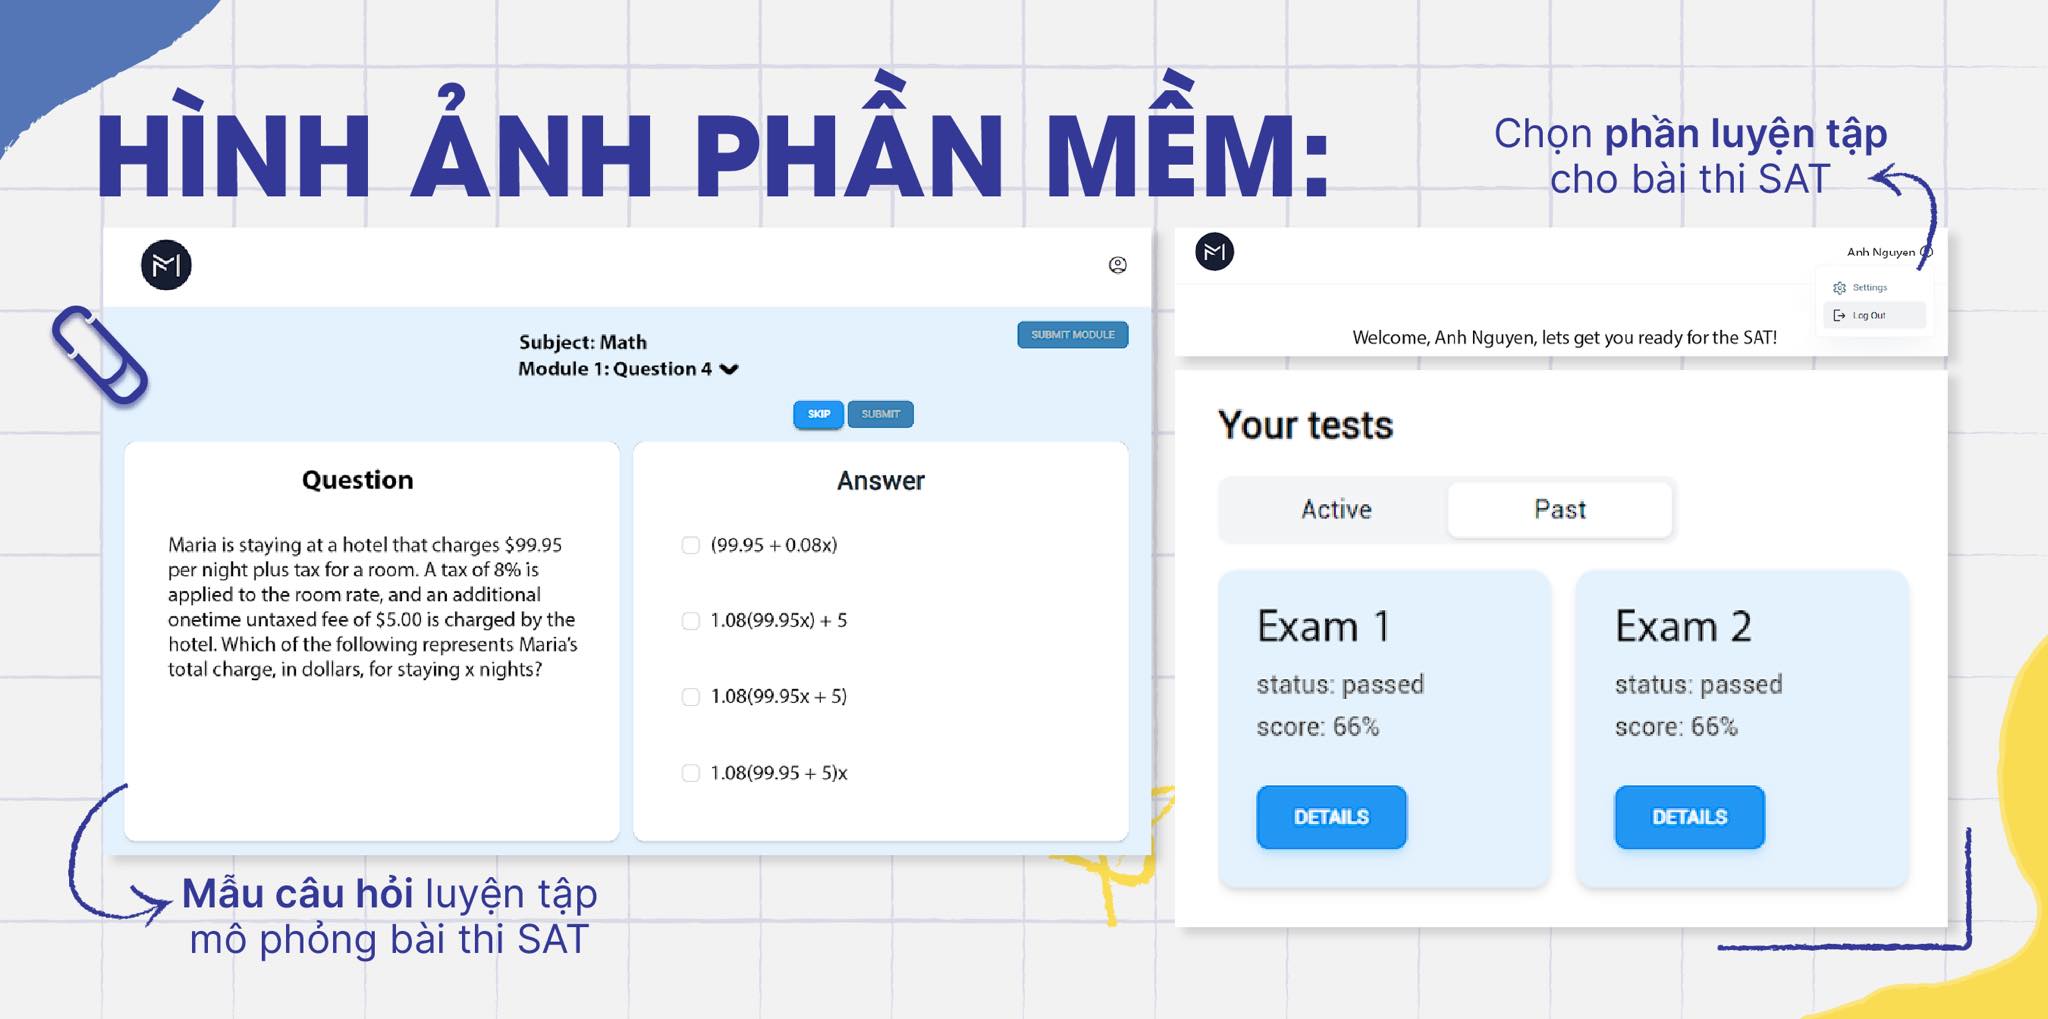 HÌNH ẢNH PHẦN MỀM:
Chọn phần luyện tập
cho bài thi SAT
Subject: Math
Module 1: Question 4
SUBMIT MODULE
SKIP
SUBMIT
Question
Maria is staying at a hotel that charges $99.95
per night plus tax for a room. A tax of 8% is
applied to the room rate, and an additional
onetime untaxed fee of $5.00 is charged by the
hotel. Which of the following represents Maria's
total charge, in dollars, for staying x nights?
Answer
(99.95 + 0.08x)
1.08(99.95x) + 5
1.08(99.95x + 5)
1.08(99.95 + 5)x
Mẫu câu hỏi luyện tập
mô phỏng bài thi SAT
Anh Nguyen
Settings
Log Out
Welcome, Anh Nguyen, lets get you ready for the SAT!
Your tests
Active
Past
Exam 1
status: passed
score: 66%
DETAILS
Exam 2
status: passed
score: 66%
DETAILS